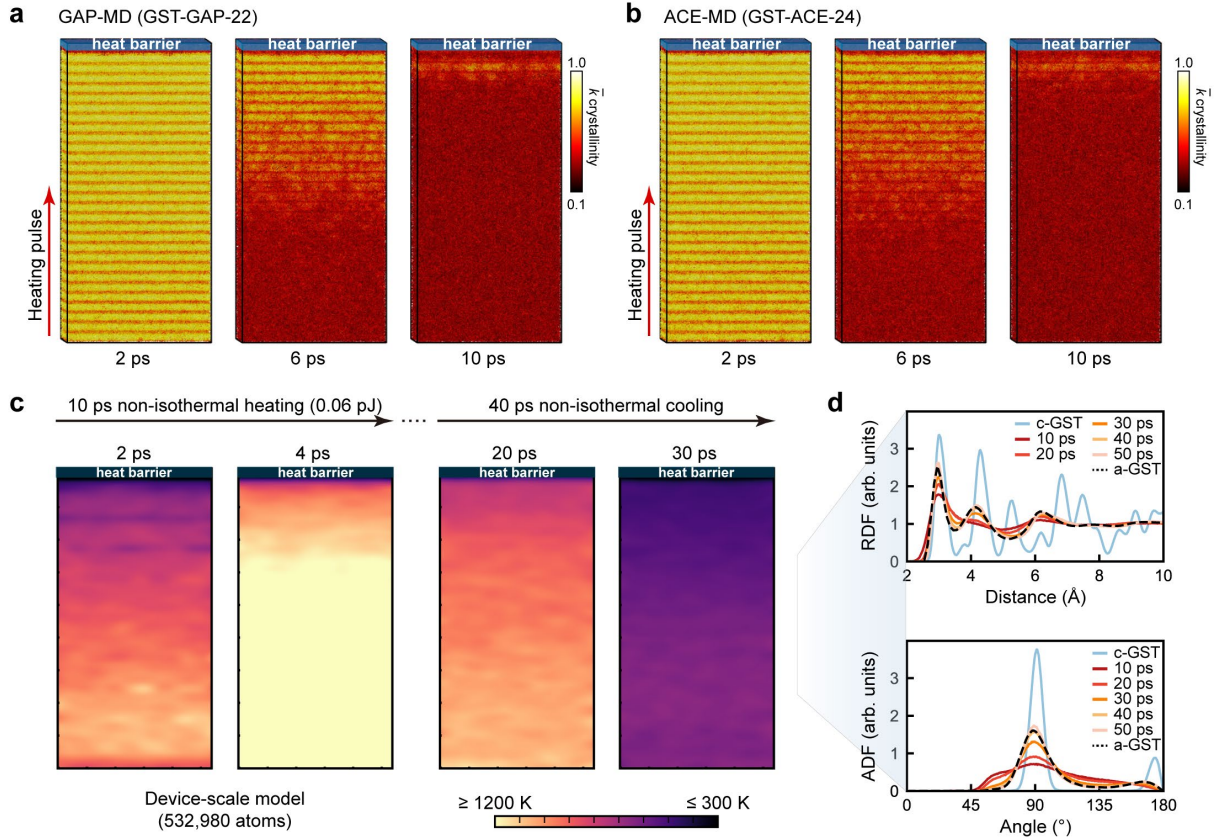 a
GAP-MD (GST-GAP-22)
heat barrier
heat barrier
heat barrier
1.0
k̄ crystallinity
0.1
Heating pulse
2 ps
6 ps
10 ps
b
ACE-MD (GST-ACE-24)
heat barrier
heat barrier
heat barrier
1.0
k̄ crystallinity
0.1
Heating pulse
2 ps
6 ps
10 ps
c
10 ps non-isothermal heating (0.06 pJ)
40 ps non-isothermal cooling
2 ps
4 ps
20 ps
30 ps
heat barrier
heat barrier
heat barrier
heat barrier
Device-scale model
(532,980 atoms)
≥ 1200 K
≤ 300 K
d
RDF (arb. units)
3
2
1
0
c-GST
10 ps
20 ps
30 ps
40 ps
50 ps
a-GST
2 4 6 8 10
Distance (Å)
ADF (arb. units)
3
2
1
0
c-GST
10 ps
20 ps
30 ps
40 ps
50 ps
a-GST
0 45 90 135 180
Angle (°)